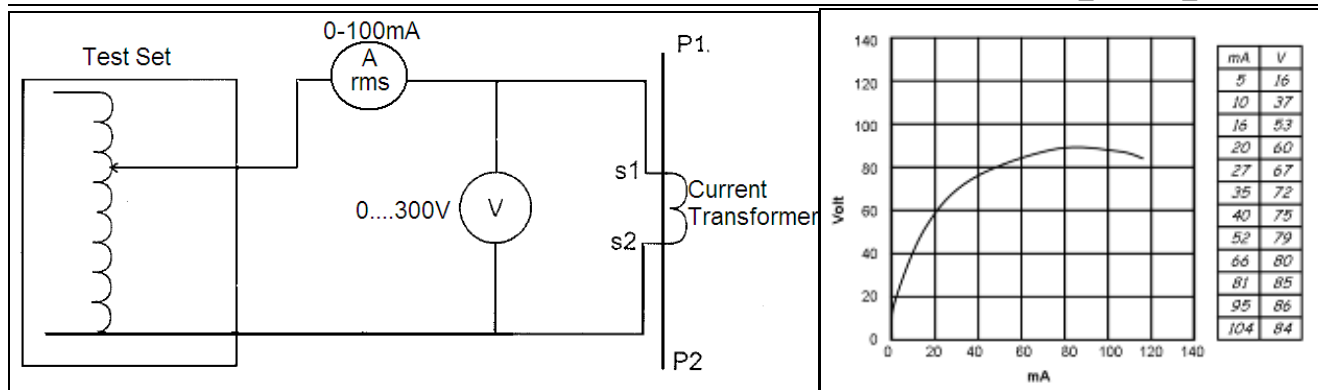 Test Set
0-100mA
A
rms
P1.
s1
Current
Transformer
0....300V
V
s2
P2
140
120
100
80
60
40
20
0
Volt
0 20 40 60 80 100 120 140
mA
mA V
5 16
10 37
16 53
20 60
27 67
35 72
40 75
52 79
66 80
81 85
95 86
104 84